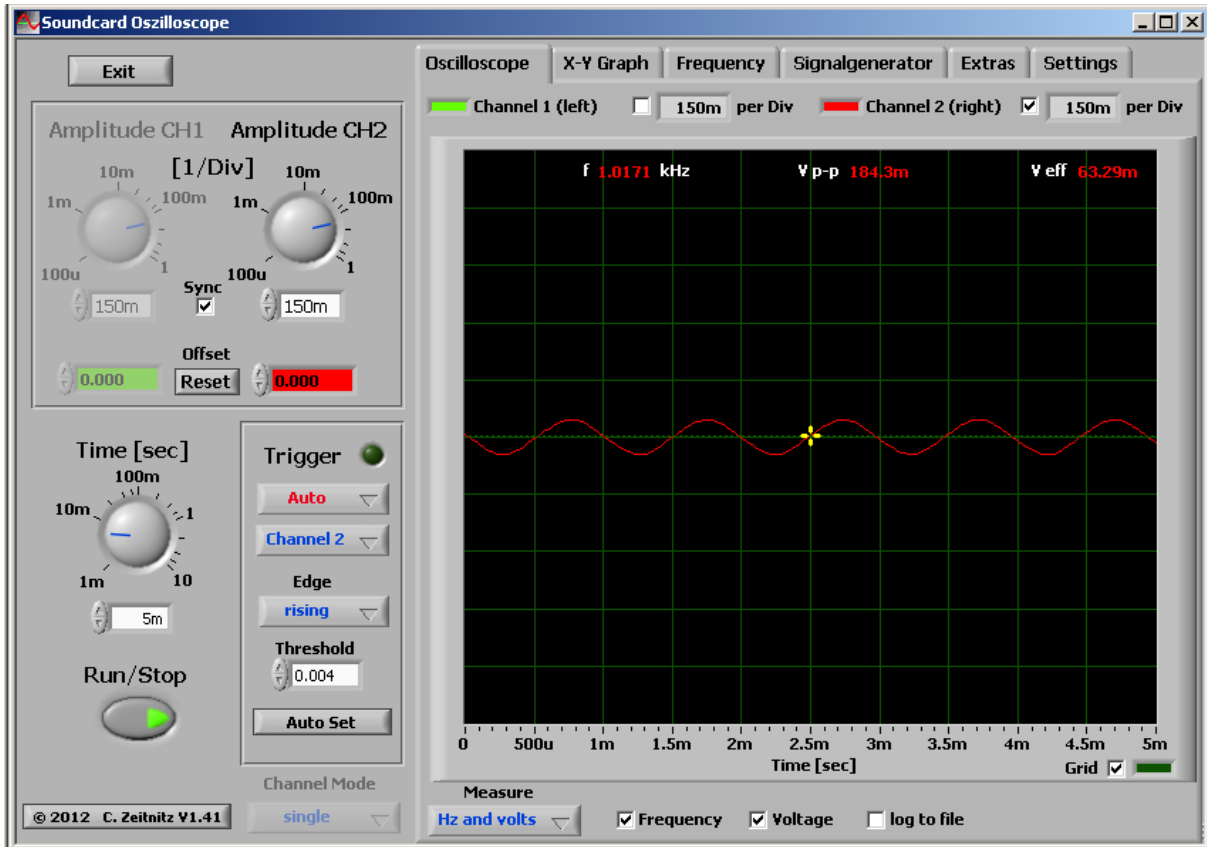 Soundcard Oszilloscope
Exit
Amplitude CH1 Amplitude CH2
[1/Div]
10m 10m
1m 100m 1m 100m
100u 1 100u 1
Sync
150m 150m
Offset
0.000 Reset 0.000
Time [sec]
100m
10m 1
1m 10
5m
Run/Stop
Trigger
Auto
Channel 2
Edge
rising
Threshold
0.004
Auto Set
Channel Mode
single
© 2012 C. Zeitnitz V1.41
Oscilloscope X-Y Graph Frequency Signalgenerator Extras Settings
Channel 1 (left) 150m per Div Channel 2 (right) 150m per Div
f 1.0171 kHz V p-p 184.3m V eff 63.29m
0 500u 1m 1.5m 2m 2.5m 3m 3.5m 4m 4.5m 5m
Time [sec]
Grid
Measure
Hz and volts Frequency Voltage log to file